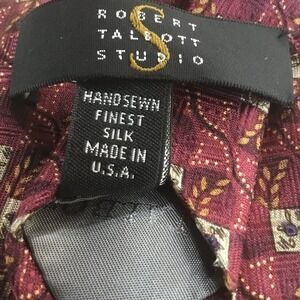 ROBERT
TALBOTT
STUDIO
S
HAND SEWN
FINEST
SILK
MADE IN
U.S.A.